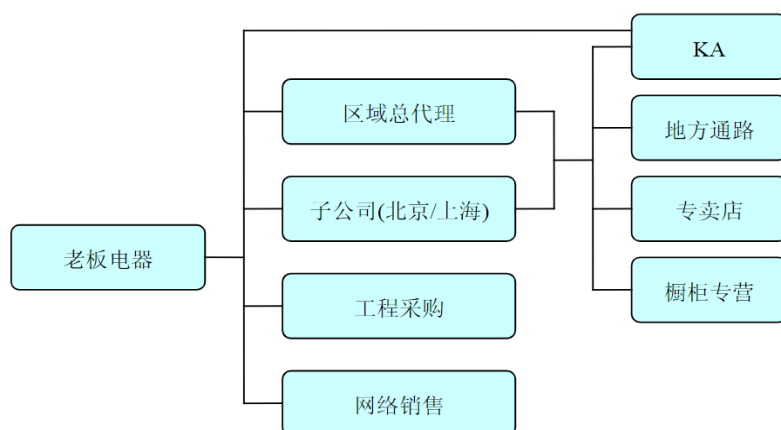 KA
区域总代理
地方通路
子公司(北京/上海)
专卖店
老板电器
橱柜专营
工程采购
网络销售